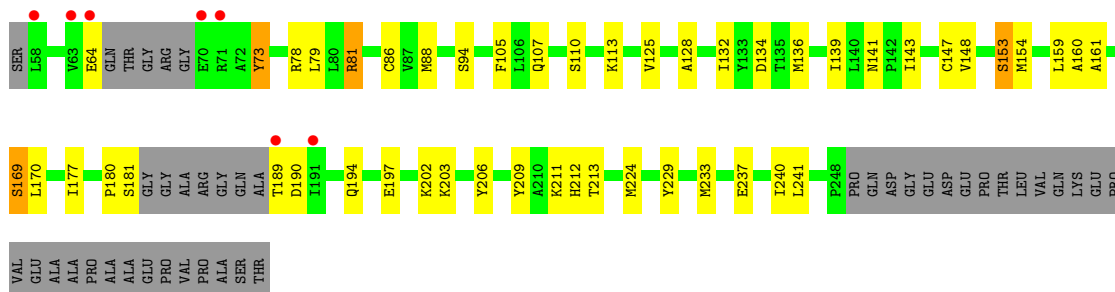 SER L58 V63 E64 GLN THR GLY ARG GLY E70 R71 A72 Y73 R78 L79 L80 R81 C86 V87 M88 S94 F105 L106 Q107 S110 K113 V125 A128 I132 Y133 D134 T135 M136 I139 L140 N141 P142 I143 C147 V148 S153 M154 L159 A160 A161
S169 L170 I177 P180 S181 GLY GLY ALA ARG GLY GLN ALA T189 D190 I191 Q194 E197 K202 K203 Y206 Y209 A210 K211 H212 T213 M224 Y229 M233 E237 I240 L241 P248 PRO GLN ASP GLY GLU ASP GLU PRO THR LEU VAL GLN LYS GLU PRO
VAL GLU ALA ALA PRO ALA ALA GLU PRO VAL PRO ALA SER THR